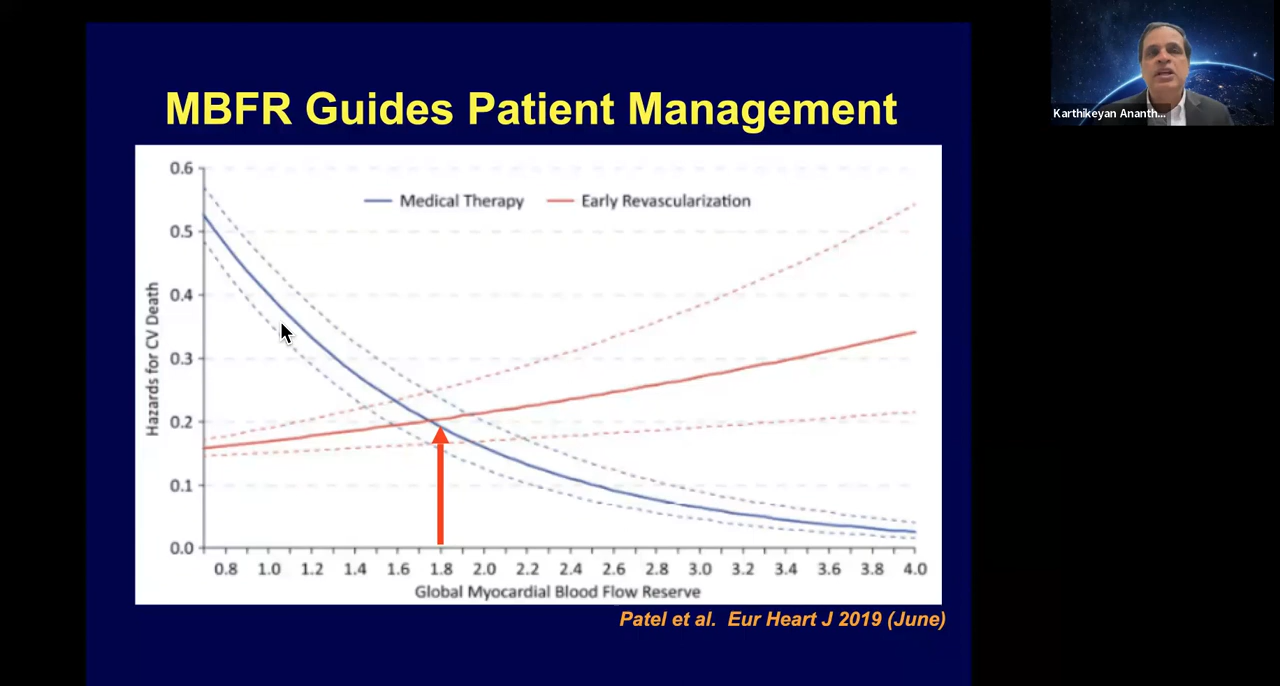 MBFR Guides Patient Management
Karthikeyan Ananth...
0.6
Medical Therapy
Early Revascularization
0.5
0.4
0.3
0.2
0.1
0.0
Hazards for CV Death
0.8 1.0 1.2 1.4 1.6 1.8 2.0 2.2 2.4 2.6 2.8 3.0 3.2 3.4 3.6 3.8 4.0
Global Myocardial Blood Flow Reserve
Patel et al. Eur Heart J 2019 (June)